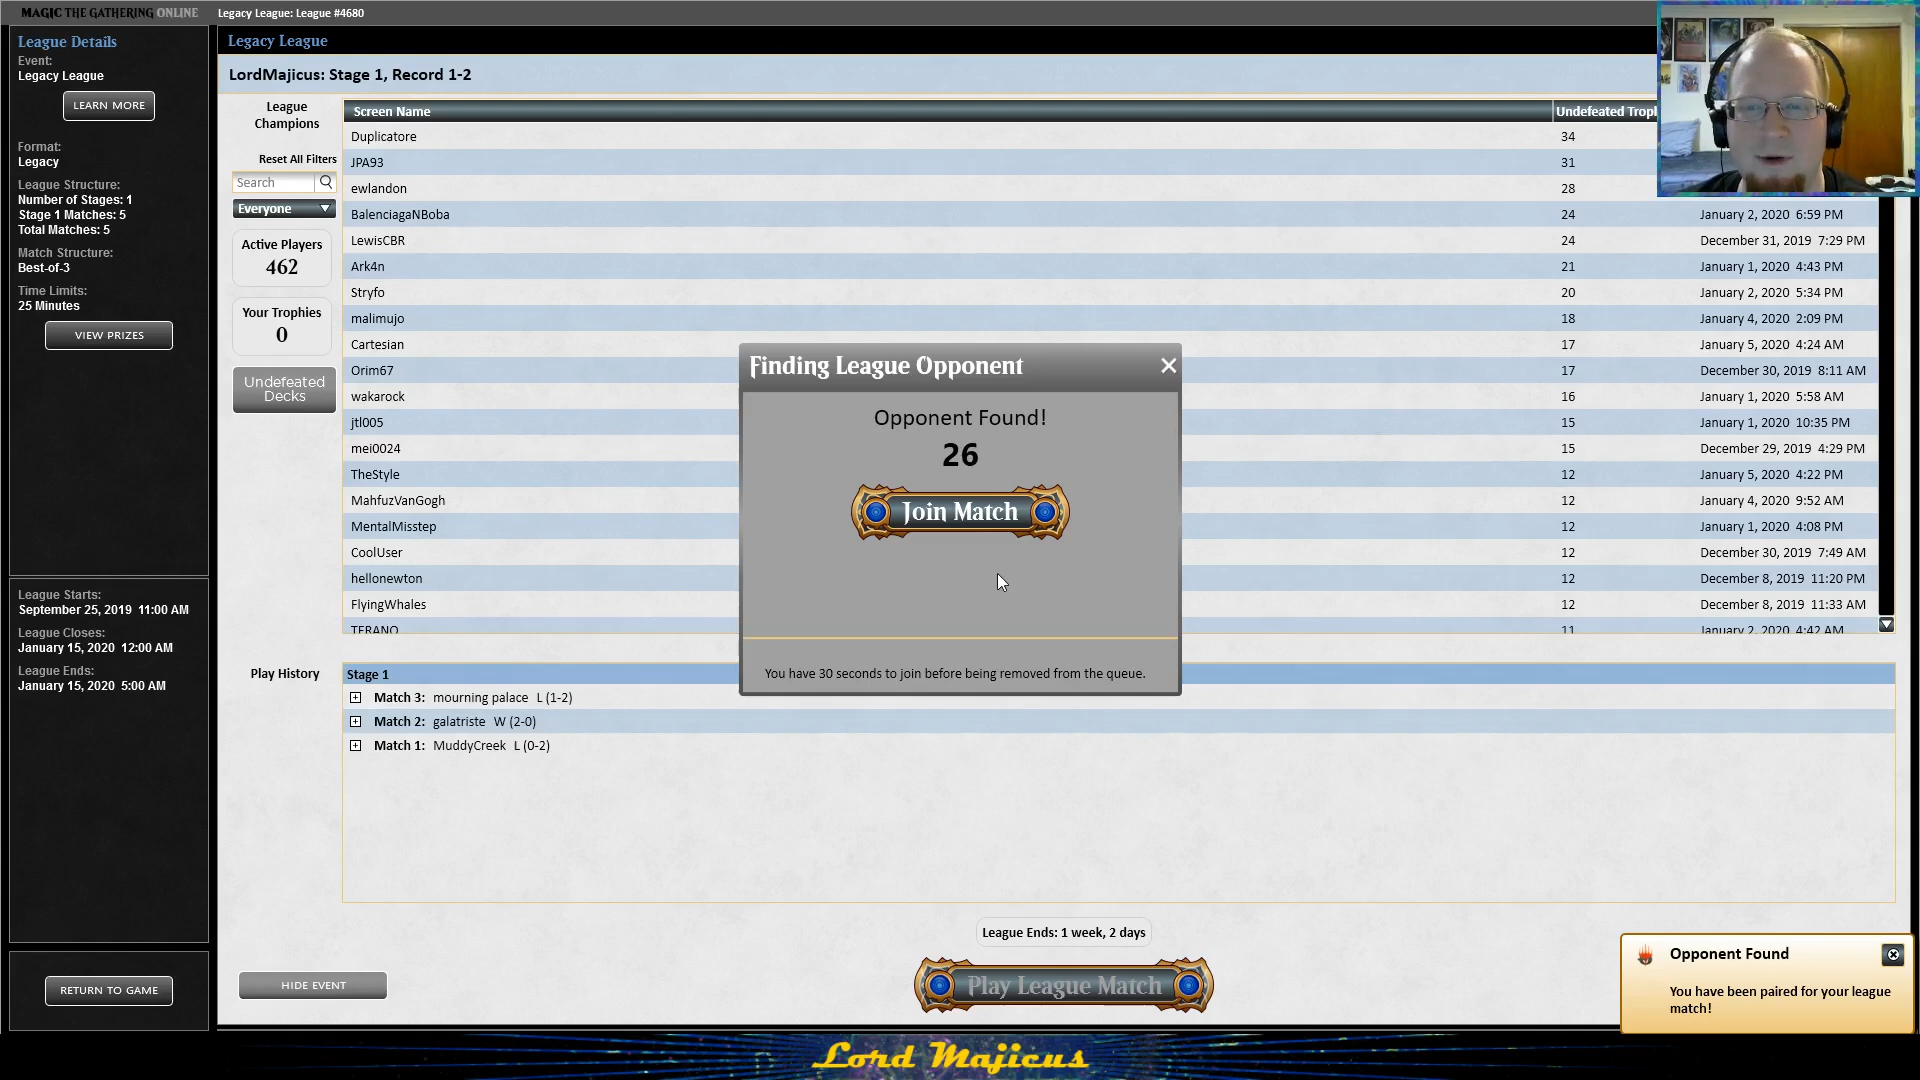 MAGIC THE GATHERING ONLINE
Legacy League: League #4680
League Details
Event:
Legacy League
LEARN MORE
Format:
Legacy
League Structure:
Number of Stages: 1
Stage 1 Matches: 5
Total Matches: 5
Match Structure:
Best-of-3
Time Limits:
25 Minutes
VIEW PRIZES
League Starts:
September 25, 2019 11:00 AM
League Closes:
January 15, 2020 12:00 AM
League Ends:
January 15, 2020 5:00 AM
RETURN TO GAME
Legacy League
LordMajicus: Stage 1, Record 1-2
League
Champions
Reset All Filters
Search
Everyone
Active Players
462
Your Trophies
0
Undefeated
Decks
Screen Name Undefeated Troph
Duplicatore 34
JPA93 31
ewlandon 28
BalenciagaNBoba 24 January 2, 2020 6:59 PM
LewisCBR 24 December 31, 2019 7:29 PM
Ark4n 21 January 1, 2020 4:43 PM
Stryfo 20 January 2, 2020 5:34 PM
malimujo 18 January 4, 2020 2:09 PM
Cartesian 17 January 5, 2020 4:24 AM
Orim67 17 December 30, 2019 8:11 AM
wakarock 16 January 1, 2020 5:58 AM
jtl005 15 January 1, 2020 10:35 PM
mei0024 15 December 29, 2019 4:29 PM
TheStyle 12 January 5, 2020 4:22 PM
MahfuzVanGogh 12 January 4, 2020 9:52 AM
MentalMisstep 12 January 1, 2020 4:08 PM
CoolUser 12 December 30, 2019 7:49 AM
hellonewton 12 December 8, 2019 11:20 PM
FlyingWhales 12 December 8, 2019 11:33 AM
TERANO 11 January 2, 2020 4:42 AM
Finding League Opponent
Opponent Found!
26
Join Match
You have 30 seconds to join before being removed from the queue.
Play History
Stage 1
Match 3: mourning palace L (1-2)
Match 2: galatriste W (2-0)
Match 1: MuddyCreek L (0-2)
League Ends: 1 week, 2 days
HIDE EVENT
Play League Match
Opponent Found
You have been paired for your league
match!
Lord Majicus